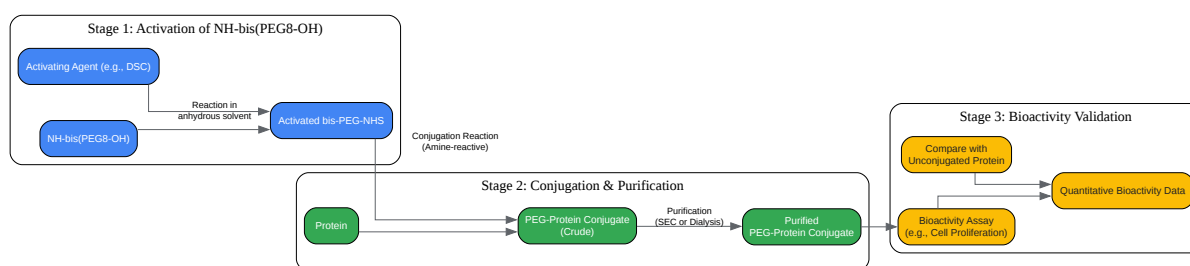 Stage 1: Activation of NH-bis(PEG8-OH)
Activating Agent (e.g., DSC)
Reaction in
anhydrous solvent
Activated bis-PEG-NHS
NH-bis(PEG8-OH)
Conjugation Reaction
(Amine-reactive)
Stage 2: Conjugation & Purification
Protein
PEG-Protein Conjugate
(Crude)
Purification
(SEC or Dialysis)
Purified
PEG-Protein Conjugate
Stage 3: Bioactivity Validation
Compare with
Unconjugated Protein
Quantitative Bioactivity Data
Bioactivity Assay
(e.g., Cell Proliferation)